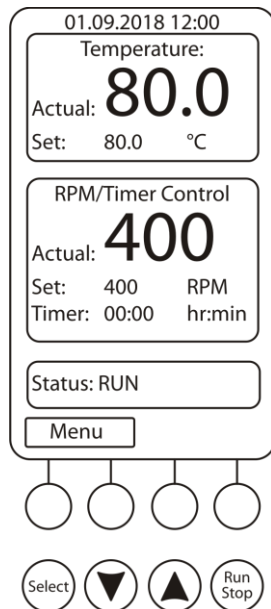 01.09.2018 12:00
Temperature:
Actual: 80.0
Set: 80.0 °C
RPM/Timer Control
Actual: 400
Set: 400 RPM
Timer: 00:00 hr:min
Status: RUN
Menu
Select Run
Stop